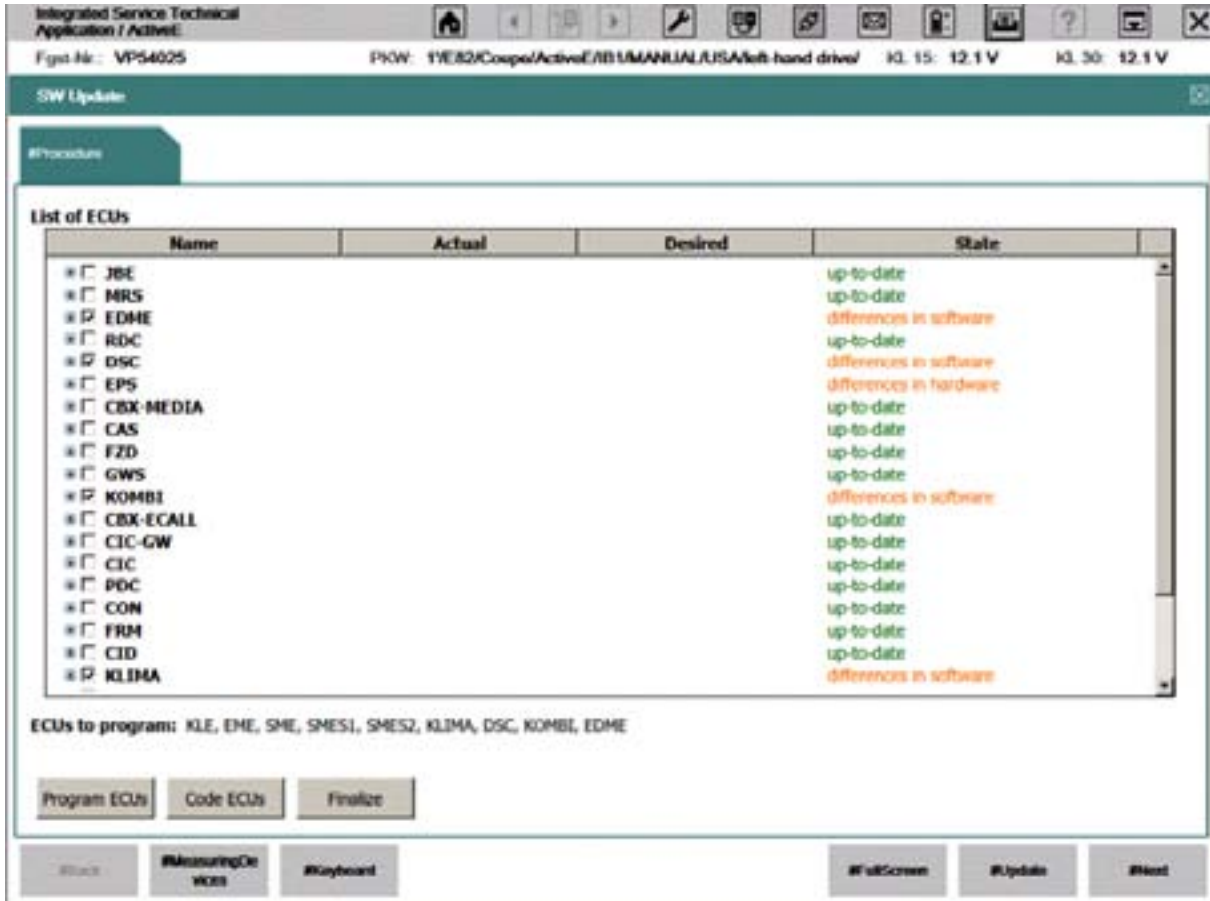 Integrated Service Technical
Application / ActiveE
Fgst-Nr.: VP54025 PKW: 1'/E82/Coupe/ActiveE/IB1/MANUAL/USA/left-hand drive/ Kl. 15: 12.1 V Kl. 30: 12.1 V
SW Update
#Procedure
List of ECUs
Name Actual Desired State
JBE up-to-date
MRS up-to-date
EDME differences in software
RDC up-to-date
DSC differences in software
EPS differences in hardware
CBX-MEDIA up-to-date
CAS up-to-date
FZD up-to-date
GWS up-to-date
KOMBI differences in software
CBX-ECALL up-to-date
CIC-GW up-to-date
CIC up-to-date
PDC up-to-date
CON up-to-date
FRM up-to-date
CID up-to-date
KLIMA differences in software
ECUs to program: KLE, EME, SME, SMES1, SMES2, KLIMA, DSC, KOMBI, EDME
Program ECUs Code ECUs Finalize
#Back #MeasuringDe
vices #Keyboard #FullScreen #Update #Next